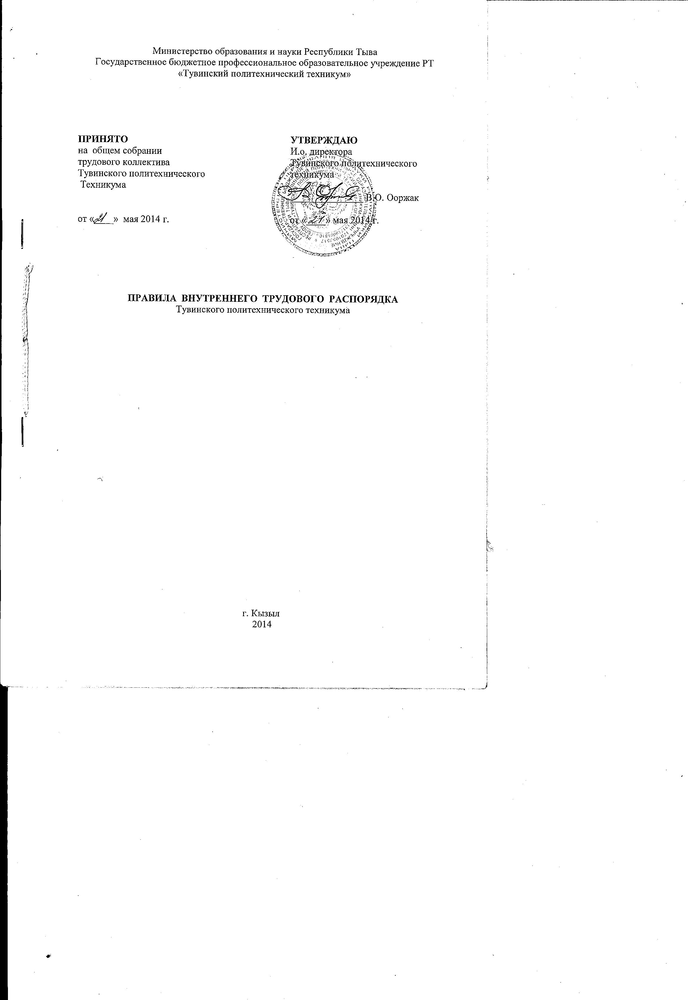 Министерство образования и науки Республики Тыва
Государственное бюджетное профессиональное образовательное учреждение РТ
«Тувинский политехнический техникум»
ПРИНЯТО
на общем собрании
трудового коллектива
Тувинского политехнического
Техникума
от «21» мая 2014 г.
УТВЕРЖДАЮ
И.о. директора
Тувинского политехнического
техникума
В.О. Ооржак
от «21» мая 2014 г.
ПРАВИЛА ВНУТРЕННЕГО ТРУДОВОГО РАСПОРЯДКА
Тувинского политехнического техникума
г. Кызыл
2014